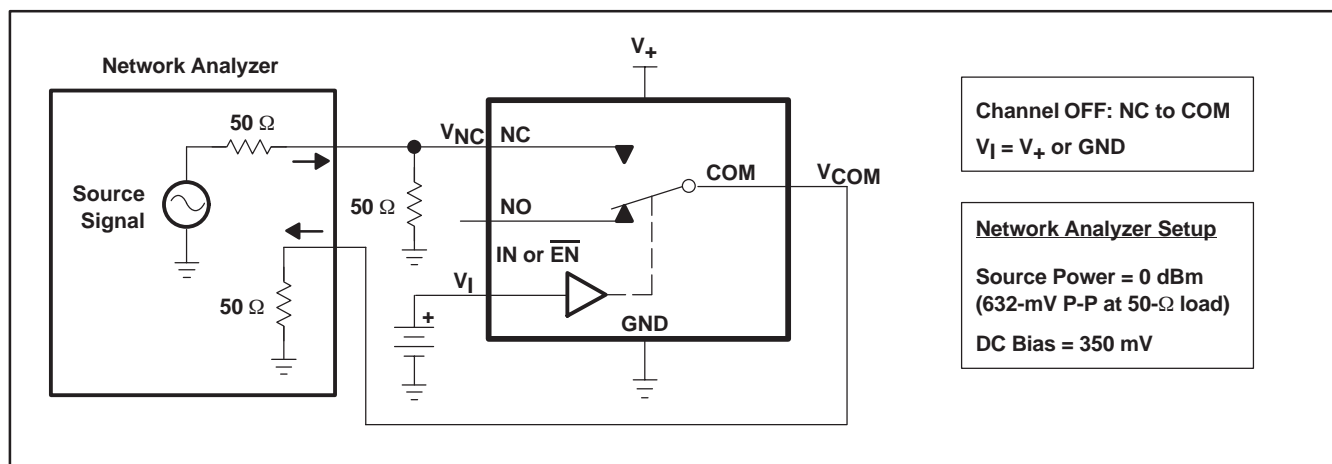 V+
Network Analyzer
50 Ω
VNC NC
COM
VCOM
Source
Signal
50 Ω
NO
IN or E̅N̅
VI
50 Ω
+
GND
Channel OFF: NC to COM
VI = V+ or GND
Network Analyzer Setup
Source Power = 0 dBm
(632-mV P-P at 50-Ω load)
DC Bias = 350 mV